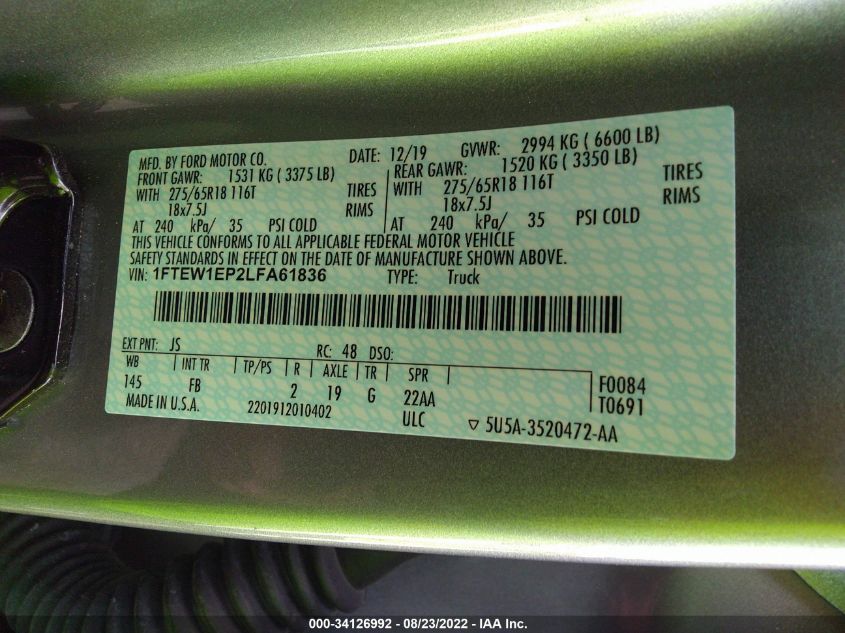 MFD. BY FORD MOTOR CO. DATE: 12/19 GVWR: 2994 KG ( 6600 LB)
FRONT GAWR: 1531 KG ( 3375 LB) REAR GAWR: 1520 KG ( 3350 LB)
WITH 275/65R18 116T TIRES WITH 275/65R18 116T TIRES
18x7.5J RIMS 18x7.5J RIMS
AT 240 kPa/ 35 PSI COLD AT 240 kPa/ 35 PSI COLD
THIS VEHICLE CONFORMS TO ALL APPLICABLE FEDERAL MOTOR VEHICLE
SAFETY STANDARDS IN EFFECT ON THE DATE OF MANUFACTURE SHOWN ABOVE.
VIN: 1FTEW1EP2LFA61836 TYPE: Truck
EXT PNT: JS RC: 48 DSO:
WB INT TR TP/PS R AXLE TR SPR
145 FB 2 19 G 22AA F0084
MADE IN U.S.A. 2201912010402 ULC ▽ 5U5A-3520472-AA T0691
000-34126992 - 08/23/2022 - IAA Inc.